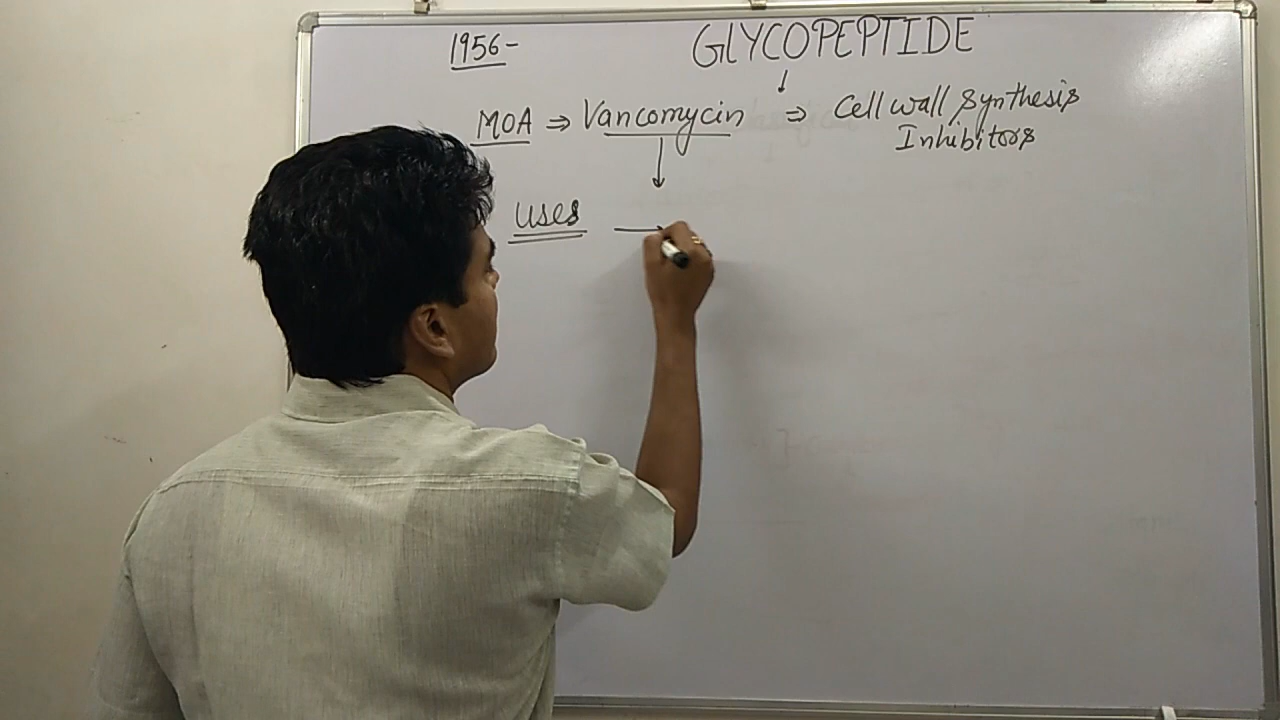 1956- GLYCOPEPTIDE
↓
MOA ⇒ Vancomycin ⇒ Cell wall Synthesis
Inhibitors
↓
Uses —